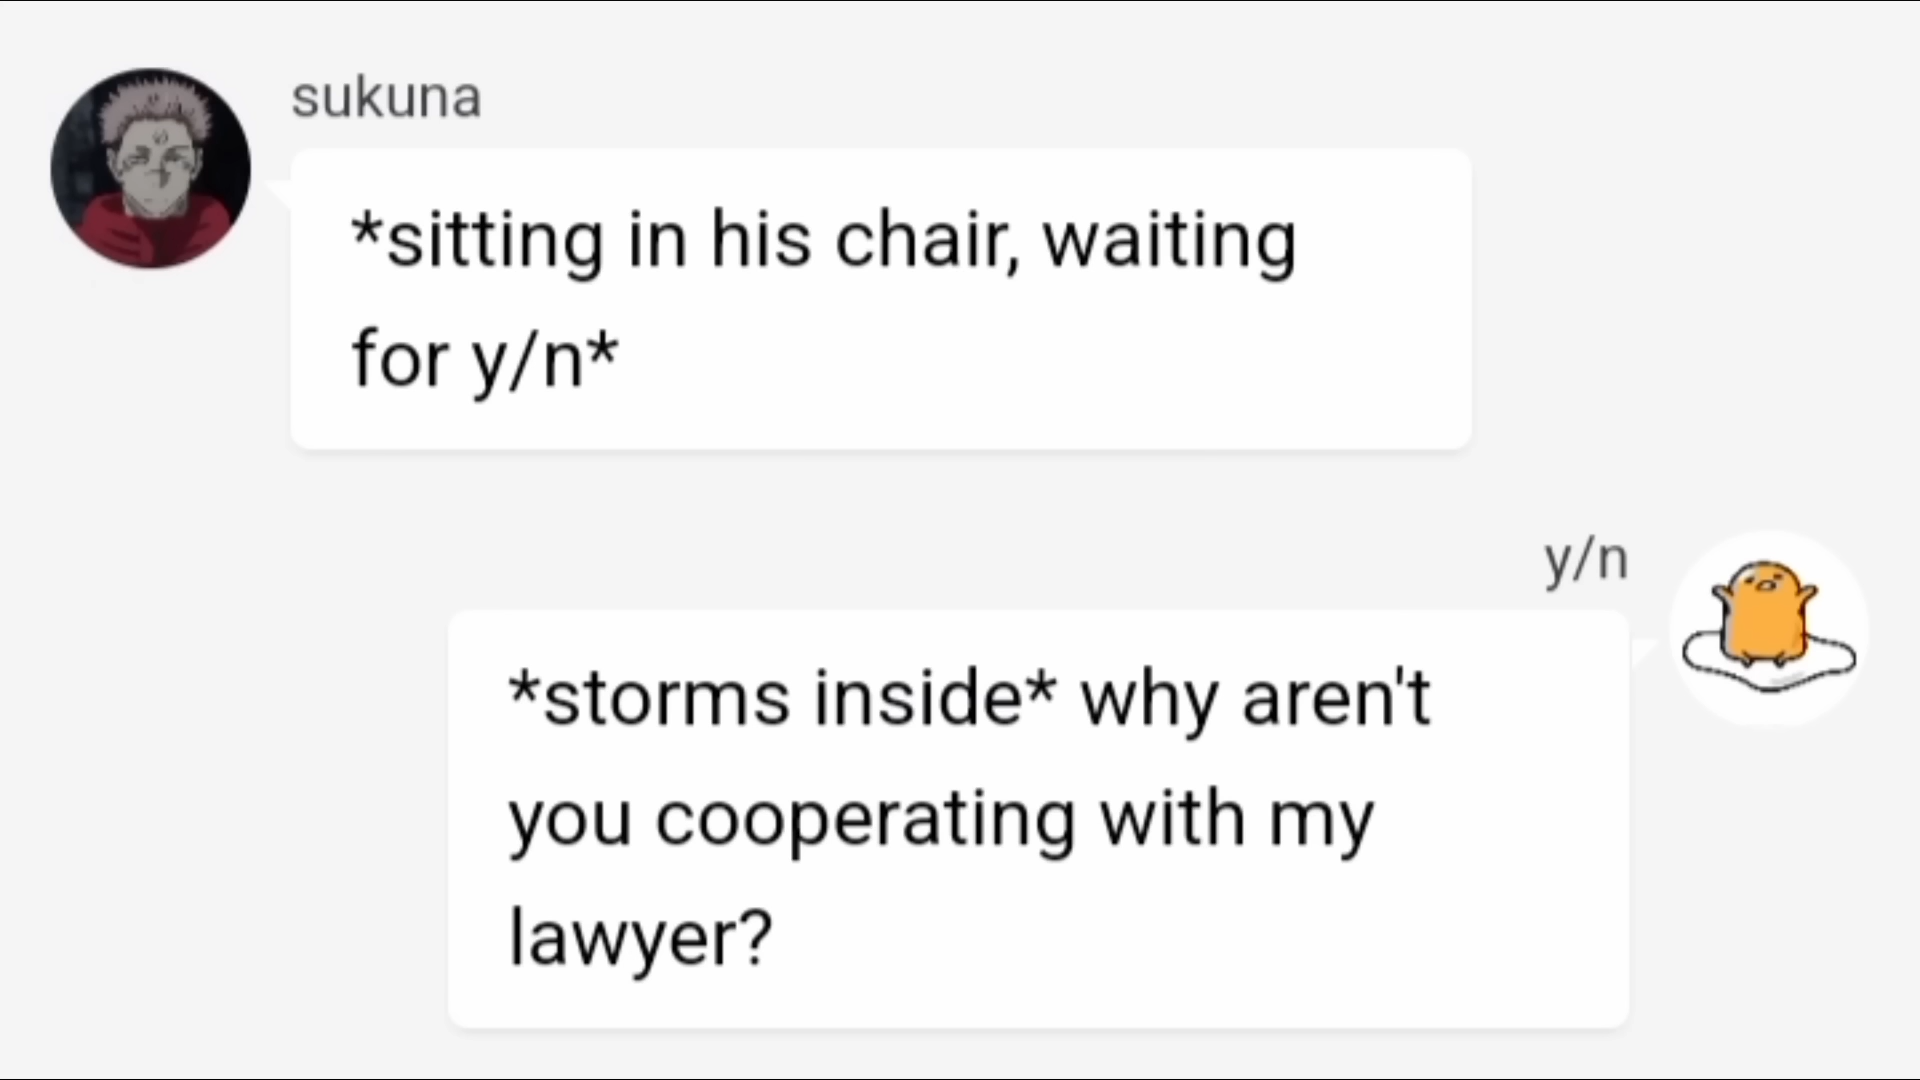 sukuna
*sitting in his chair, waiting
for y/n*
y/n
*storms inside* why aren't
you cooperating with my
lawyer?